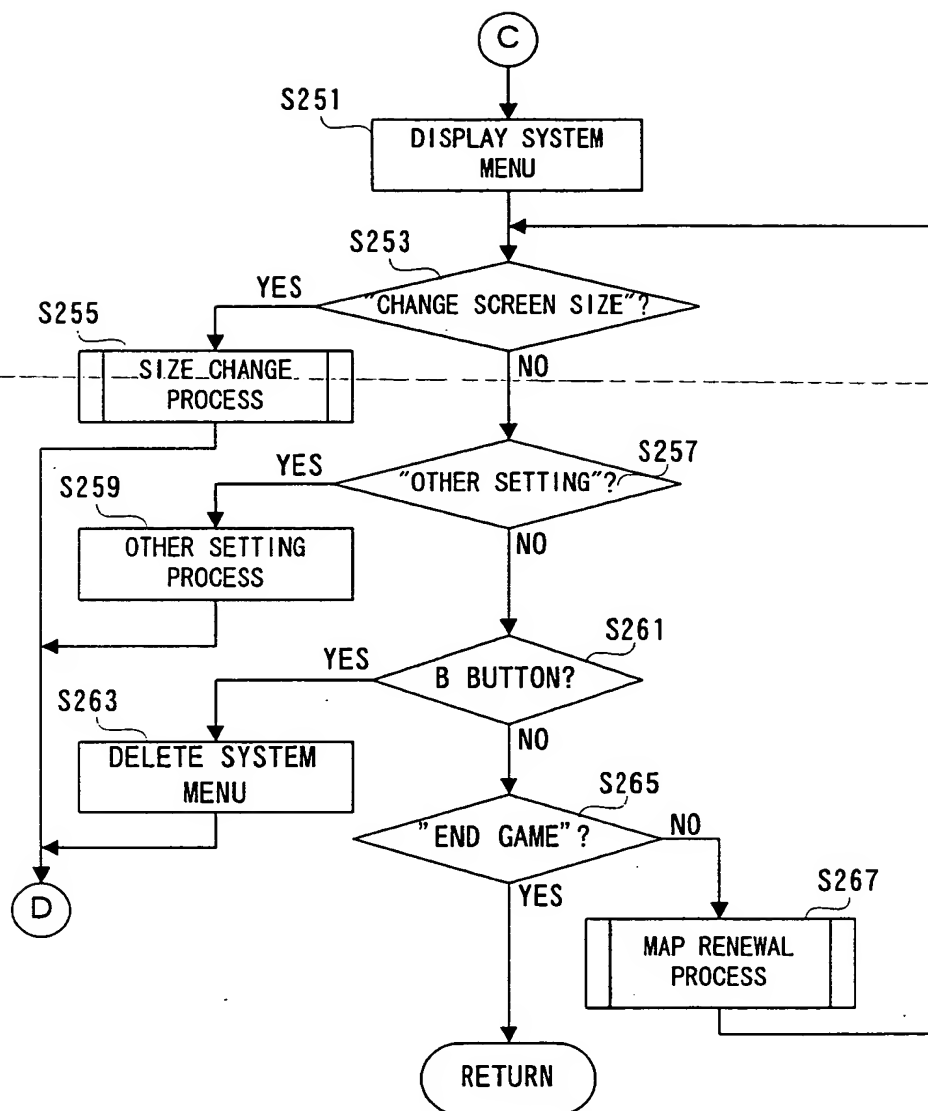 C
S251
DISPLAY SYSTEM
MENU
S253
YES
"CHANGE SCREEN SIZE"?
S255
NO
SIZE CHANGE
PROCESS
S257
YES
"OTHER SETTING"?
S259
NO
OTHER SETTING
PROCESS
S261
YES
B BUTTON?
S263
NO
DELETE SYSTEM
MENU
S265
"END GAME"?
NO
YES
D
S267
MAP RENEWAL
PROCESS
RETURN